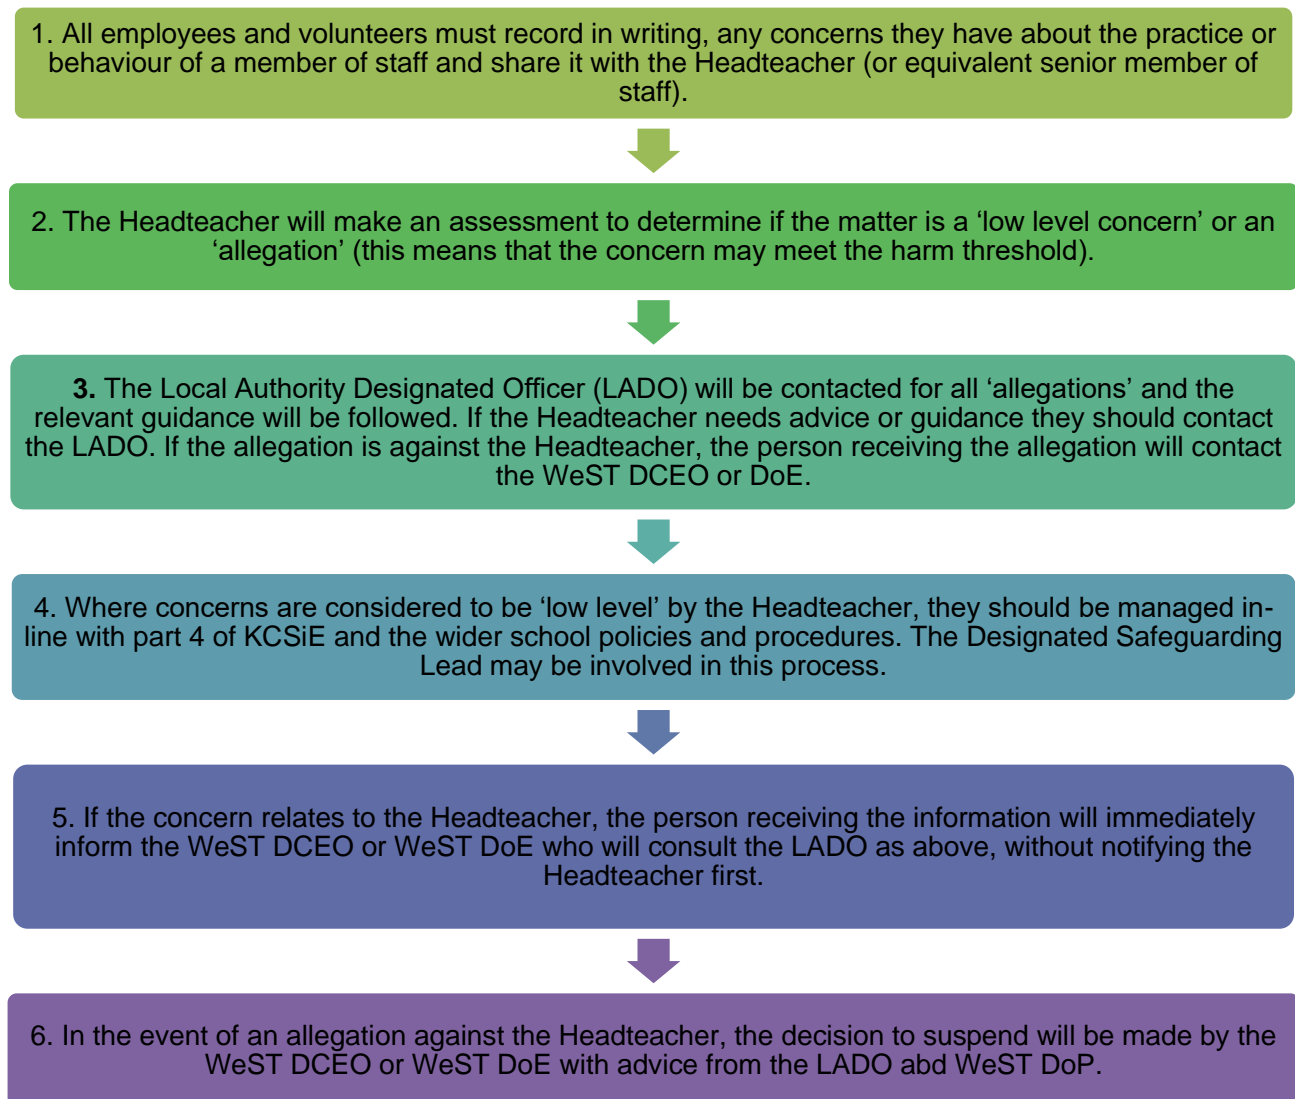 1. All employees and volunteers must record in writing, any concerns they have about the practice or
behaviour of a member of staff and share it with the Headteacher (or equivalent senior member of
staff).
2. The Headteacher will make an assessment to determine if the matter is a ‘low level concern’ or an
‘allegation’ (this means that the concern may meet the harm threshold).
3. The Local Authority Designated Officer (LADO) will be contacted for all ‘allegations’ and the
relevant guidance will be followed. If the Headteacher needs advice or guidance they should contact
the LADO. If the allegation is against the Headteacher, the person receiving the allegation will contact
the WeST DCEO or DoE.
4. Where concerns are considered to be ‘low level’ by the Headteacher, they should be managed in-
line with part 4 of KCSiE and the wider school policies and procedures. The Designated Safeguarding
Lead may be involved in this process.
5. If the concern relates to the Headteacher, the person receiving the information will immediately
inform the WeST DCEO or WeST DoE who will consult the LADO as above, without notifying the
Headteacher first.
6. In the event of an allegation against the Headteacher, the decision to suspend will be made by the
WeST DCEO or WeST DoE with advice from the LADO abd WeST DoP.